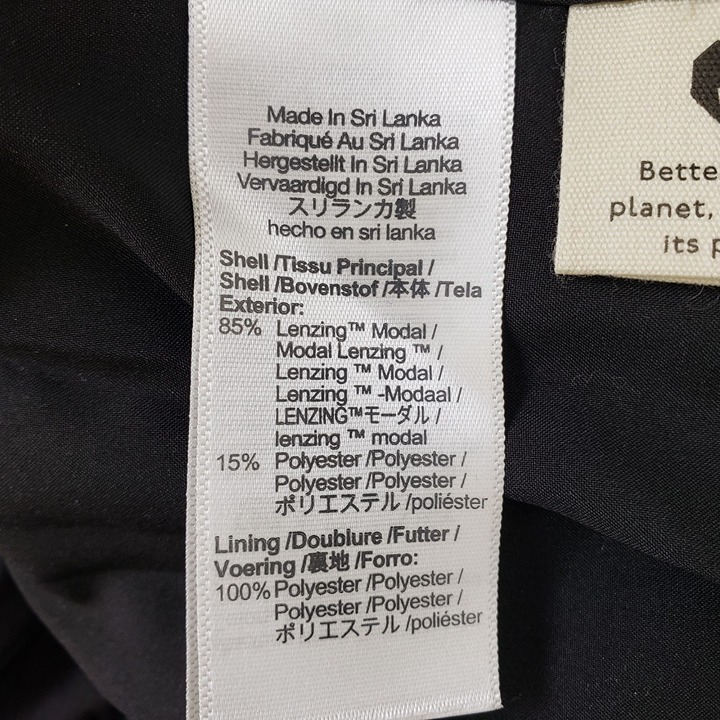 Made In Sri Lanka
Fabriqué Au Sri Lanka
Hergestellt In Sri Lanka
Vervaardigd In Sri Lanka
スリランカ製
hecho en sri lanka
Shell /Tissu Principal /
Shell /Bovenstof /本体 /Tela
Exterior:
85% Lenzing™ Modal /
Modal Lenzing ™ /
Lenzing ™ Modal /
Lenzing ™ -Modaal /
LENZING™モーダル /
lenzing ™ modal
15% Polyester /Polyester /
Polyester /Polyester /
ポリエステル /poliéster
Lining /Doublure /Futter /
Voering /裏地 /Forro:
100% Polyester /Polyester /
Polyester /Polyester /
ポリエステル /poliéster
planet,
its